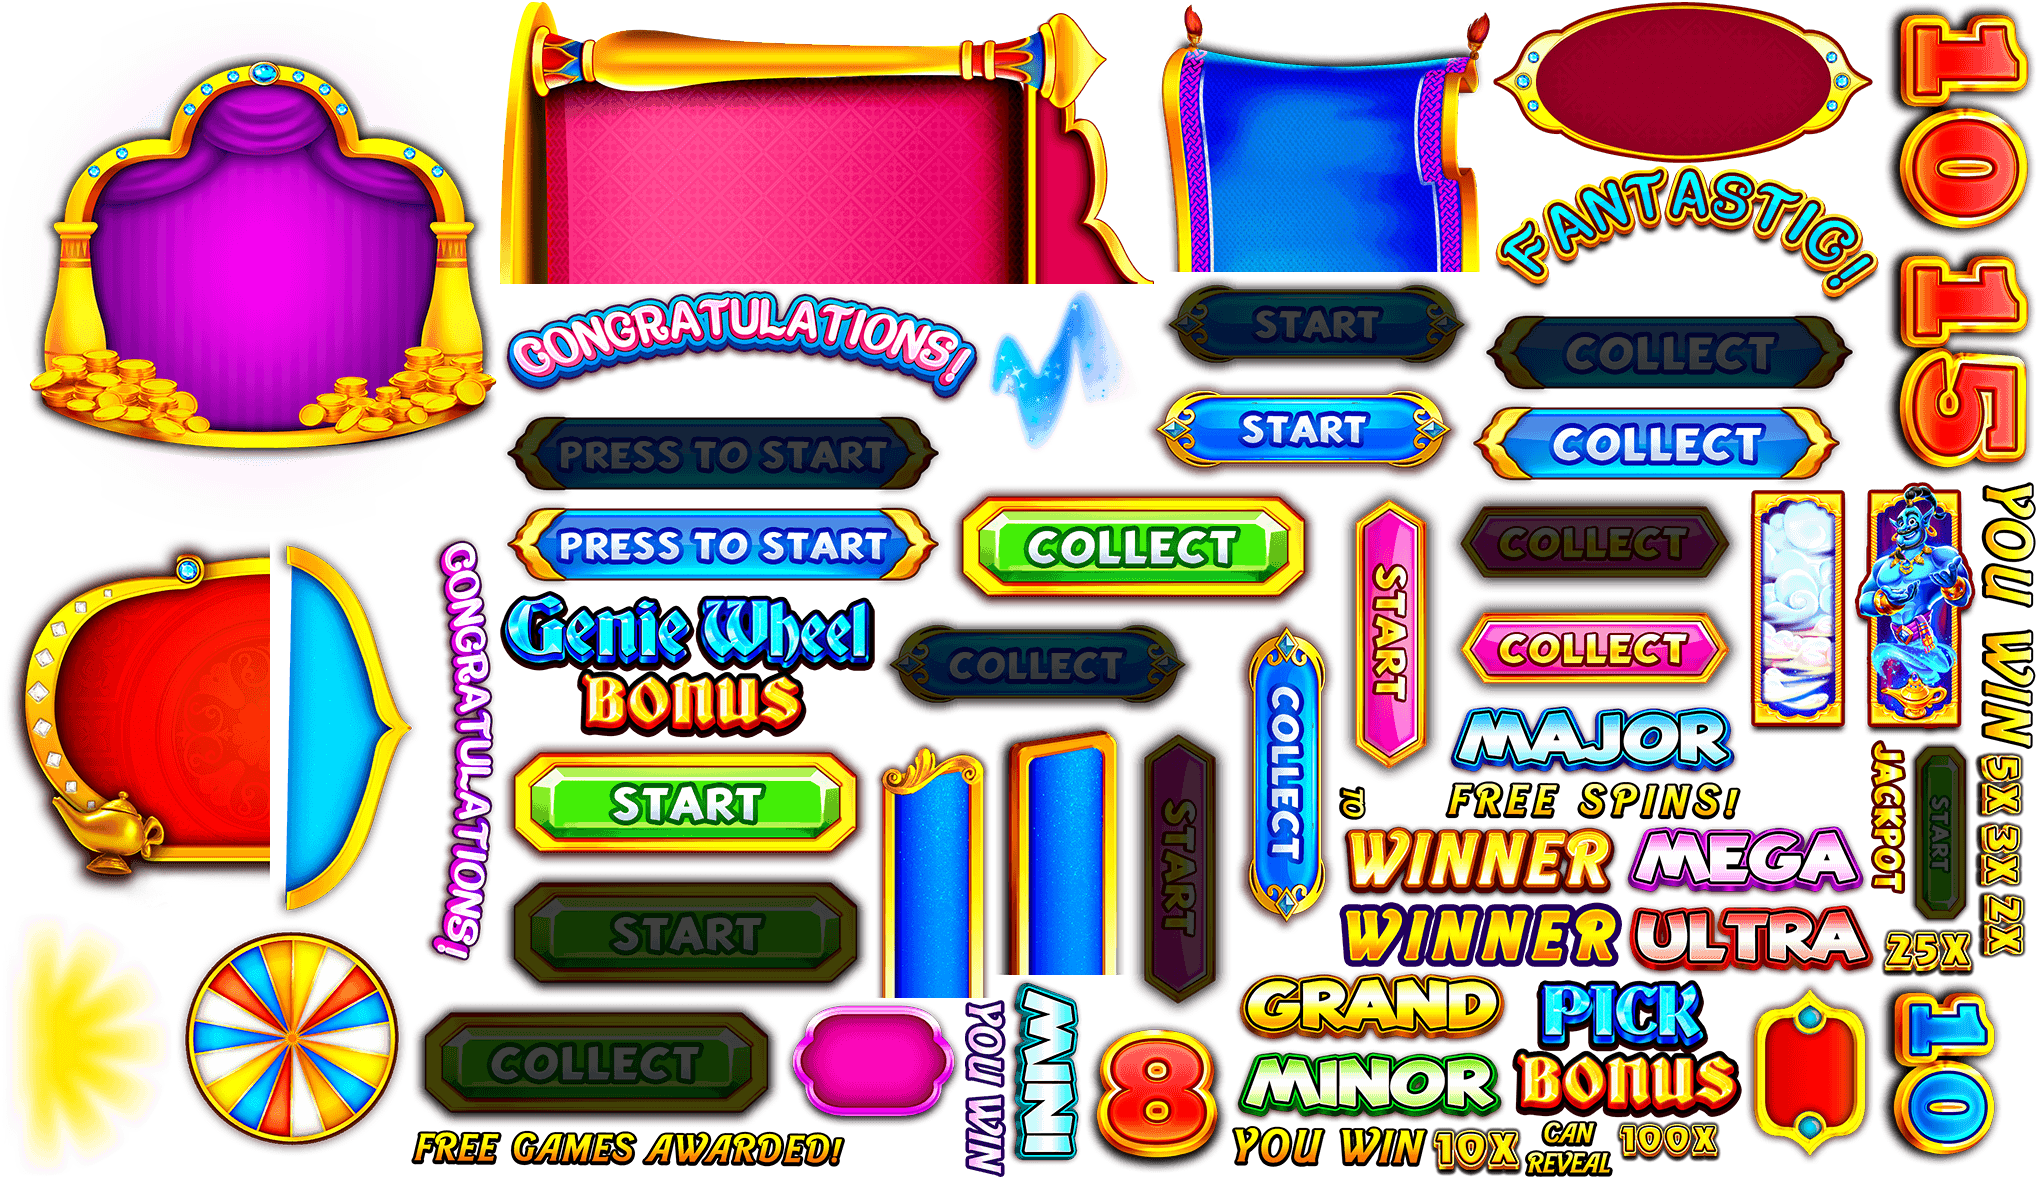 10
FANTASTIC!
15
CONGRATULATIONS!
START
COLLECT
START
COLLECT
PRESS TO START
PRESS TO START
COLLECT
START
COLLECT
COLLECT
YOU WIN
CONGRATULATIONS!
Genie Wheel
BONUS
COLLECT
COLLECT
MAJOR
FREE SPINS!
START
START
TO
JACKPOT
START
5X 3X 2X
WINNER
MEGA
START
WINNER
ULTRA
25X
COLLECT
YOU WIN
MINI
8
GRAND
PICK
BONUS
10
MINOR
FREE GAMES AWARDED!
YOU WIN
10X
CAN
REVEAL
100X